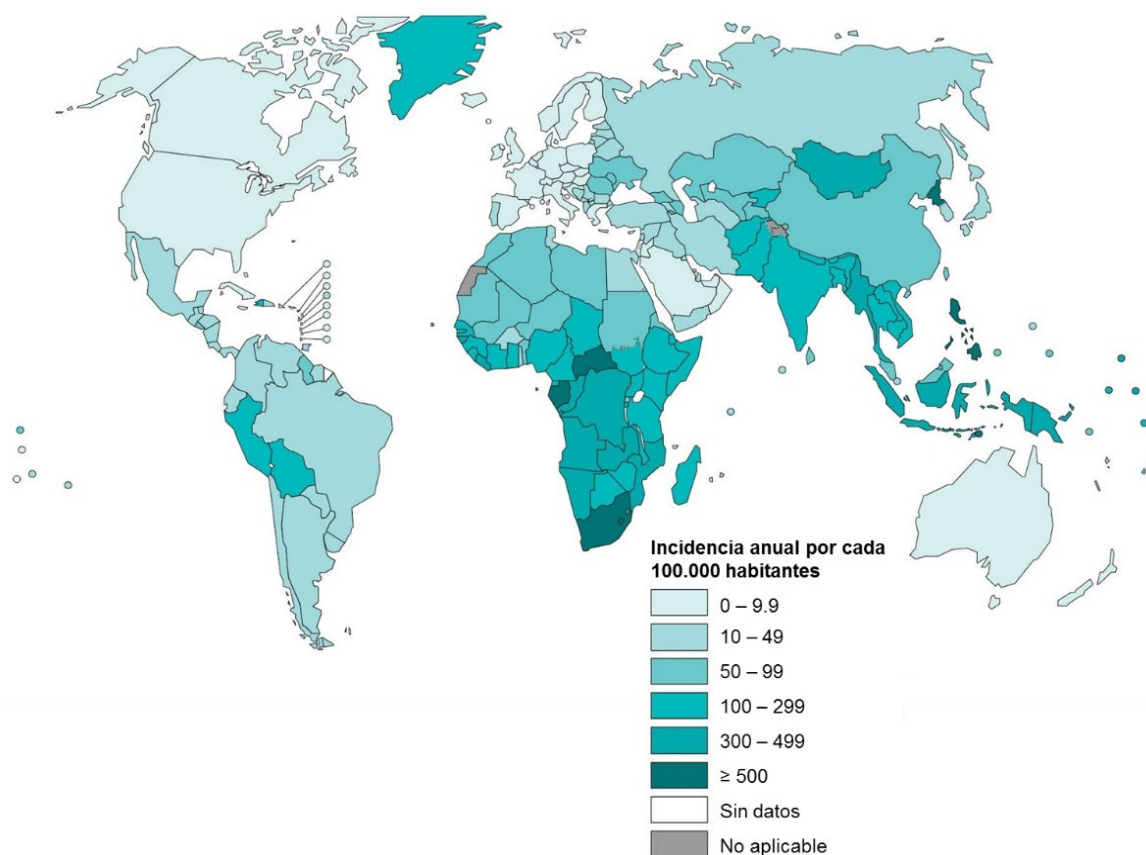 Incidencia anual por cada
100.000 habitantes
0 – 9.9
10 – 49
50 – 99
100 – 299
300 – 499
≥ 500
Sin datos
No aplicable